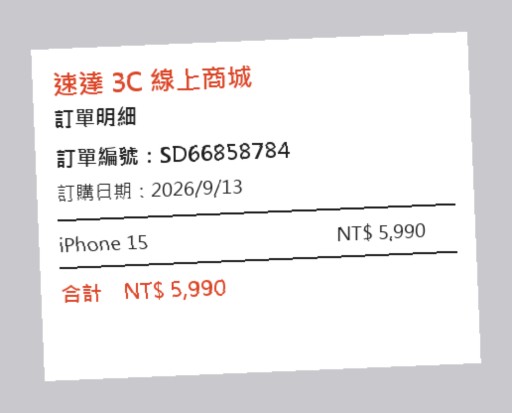 速達 3C 線上商城
訂單明細
訂單編號：SD66858784
訂購日期：2026/9/13
iPhone 15 NT$ 5,990
合計 NT$ 5,990